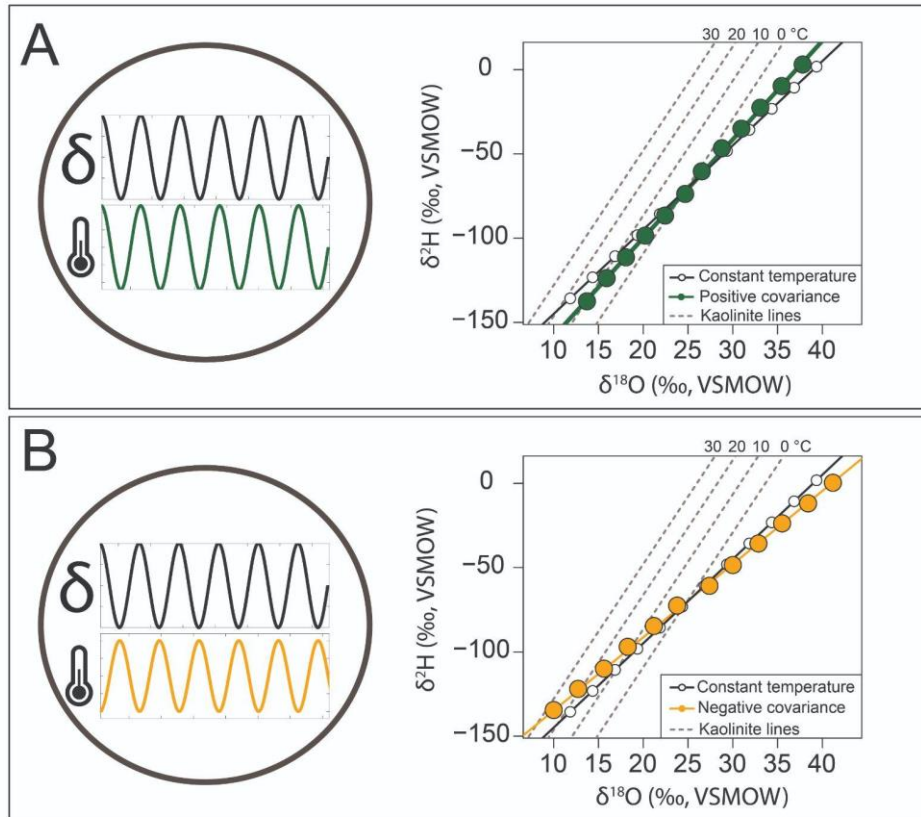 A
δ
30 20 10 0 °C
0
−50
−100
−150
δ²H (‰, VSMOW)
Constant temperature
Positive covariance
Kaolinite lines
10 15 20 25 30 35 40
δ¹⁸O (‰, VSMOW)
B
δ
30 20 10 0 °C
0
−50
−100
−150
δ²H (‰, VSMOW)
Constant temperature
Negative covariance
Kaolinite lines
10 15 20 25 30 35 40
δ¹⁸O (‰, VSMOW)